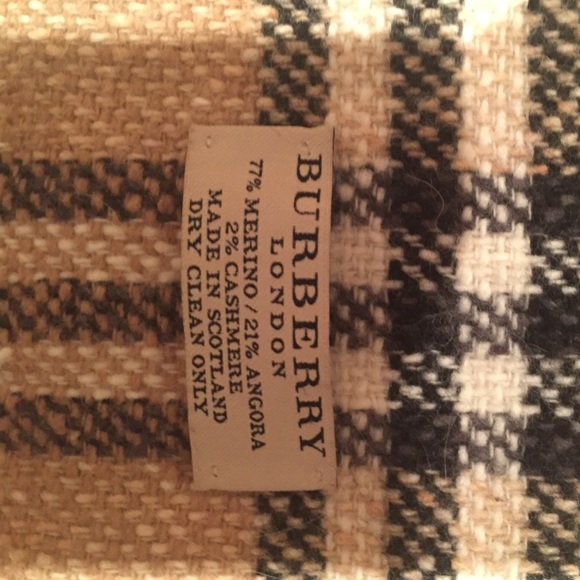 BURBERRY
LONDON
77% MERINO / 21% ANGORA
2% CASHMERE
MADE IN SCOTLAND
DRY CLEAN ONLY